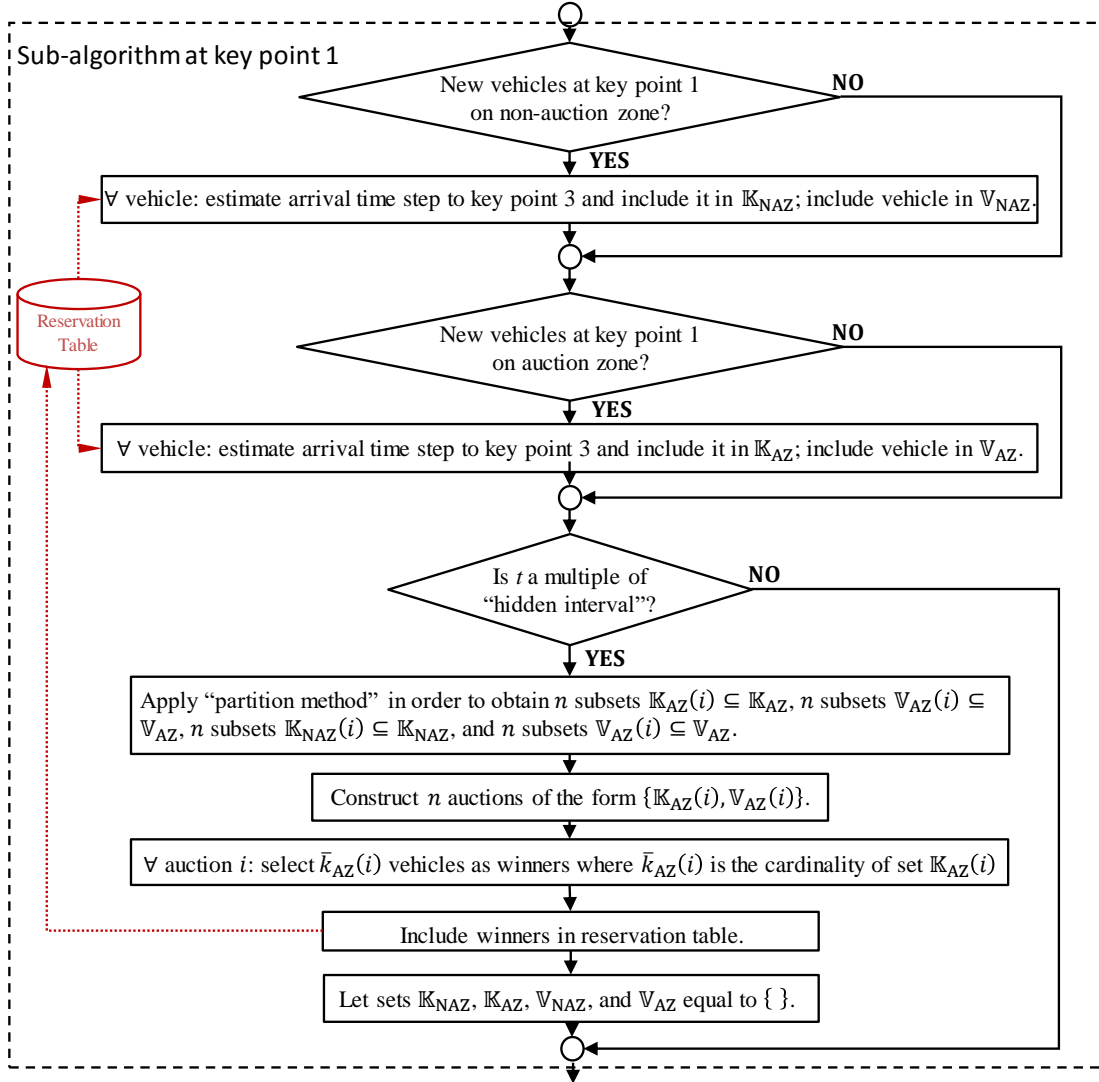 Sub-algorithm at key point 1
New vehicles at key point 1
on non-auction zone?
NO
YES
∀ vehicle: estimate arrival time step to key point 3 and include it in 𝕂NAZ; include vehicle in 𝕍NAZ.
Reservation
Table
New vehicles at key point 1
on auction zone?
NO
YES
∀ vehicle: estimate arrival time step to key point 3 and include it in 𝕂AZ; include vehicle in 𝕍AZ.
Is t a multiple of
“hidden interval”?
NO
YES
Apply “partition method” in order to obtain n subsets 𝕂AZ(i) ⊆ 𝕂AZ, n subsets 𝕍AZ(i) ⊆
𝕍AZ, n subsets 𝕂NAZ(i) ⊆ 𝕂NAZ, and n subsets 𝕍AZ(i) ⊆ 𝕍AZ.
Construct n auctions of the form {𝕂AZ(i), 𝕍AZ(i)}.
∀ auction i: select k̄AZ(i) vehicles as winners where k̄AZ(i) is the cardinality of set 𝕂AZ(i)
Include winners in reservation table.
Let sets 𝕂NAZ, 𝕂AZ, 𝕍NAZ, and 𝕍AZ equal to { }.